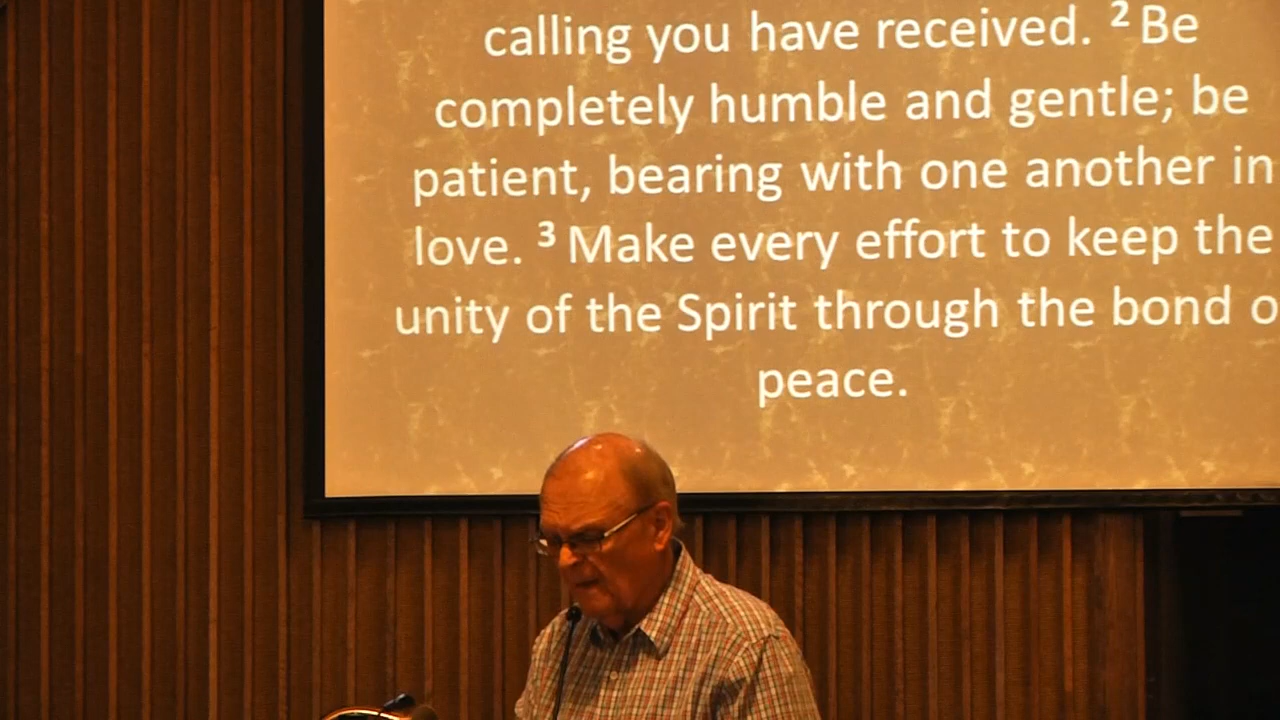 calling you have received. ² Be
completely humble and gentle; be
patient, bearing with one another in
love. ³ Make every effort to keep the
unity of the Spirit through the bond o
peace.